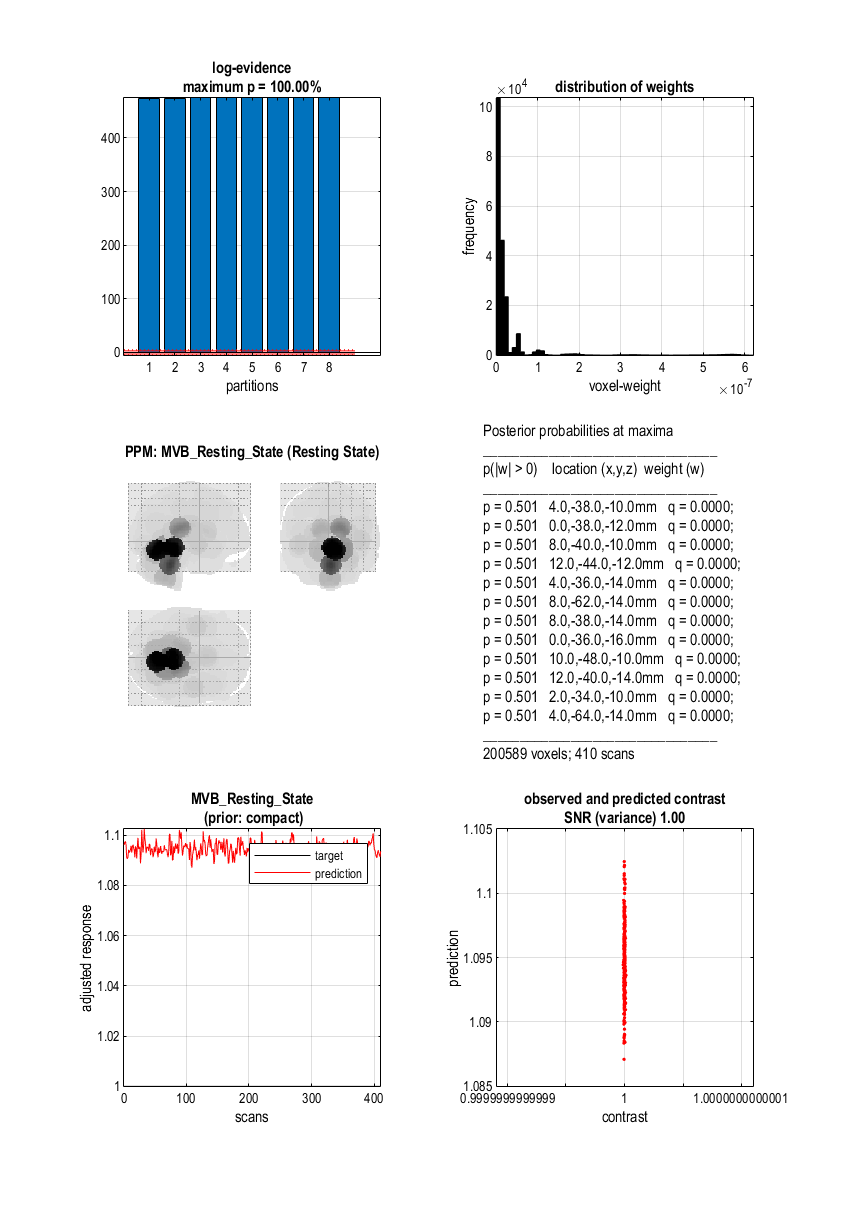 log-evidence
maximum p = 100.00%
400
300
200
100
0
1 2 3 4 5 6 7 8
partitions
×10^4
distribution of weights
10
8
6
4
2
0
frequency
0 1 2 3 4 5 6
voxel-weight
×10^-7
PPM: MVB_Resting_State (Resting State)
Posterior probabilities at maxima
p(|w| > 0) location (x,y,z) weight (w)
p = 0.501 4.0,-38.0,-10.0mm q = 0.0000;
p = 0.501 0.0,-38.0,-12.0mm q = 0.0000;
p = 0.501 8.0,-40.0,-10.0mm q = 0.0000;
p = 0.501 12.0,-44.0,-12.0mm q = 0.0000;
p = 0.501 4.0,-36.0,-14.0mm q = 0.0000;
p = 0.501 8.0,-62.0,-14.0mm q = 0.0000;
p = 0.501 8.0,-38.0,-14.0mm q = 0.0000;
p = 0.501 0.0,-36.0,-16.0mm q = 0.0000;
p = 0.501 10.0,-48.0,-10.0mm q = 0.0000;
p = 0.501 12.0,-40.0,-14.0mm q = 0.0000;
p = 0.501 2.0,-34.0,-10.0mm q = 0.0000;
p = 0.501 4.0,-64.0,-14.0mm q = 0.0000;
200589 voxels; 410 scans
MVB_Resting_State
(prior: compact)
1.1
1.08
1.06
1.04
1.02
1
adjusted response
target
prediction
0 100 200 300 400
scans
observed and predicted contrast
SNR (variance) 1.00
1.105
1.1
1.095
1.09
1.085
prediction
0.9999999999999 1 1.0000000000001
contrast